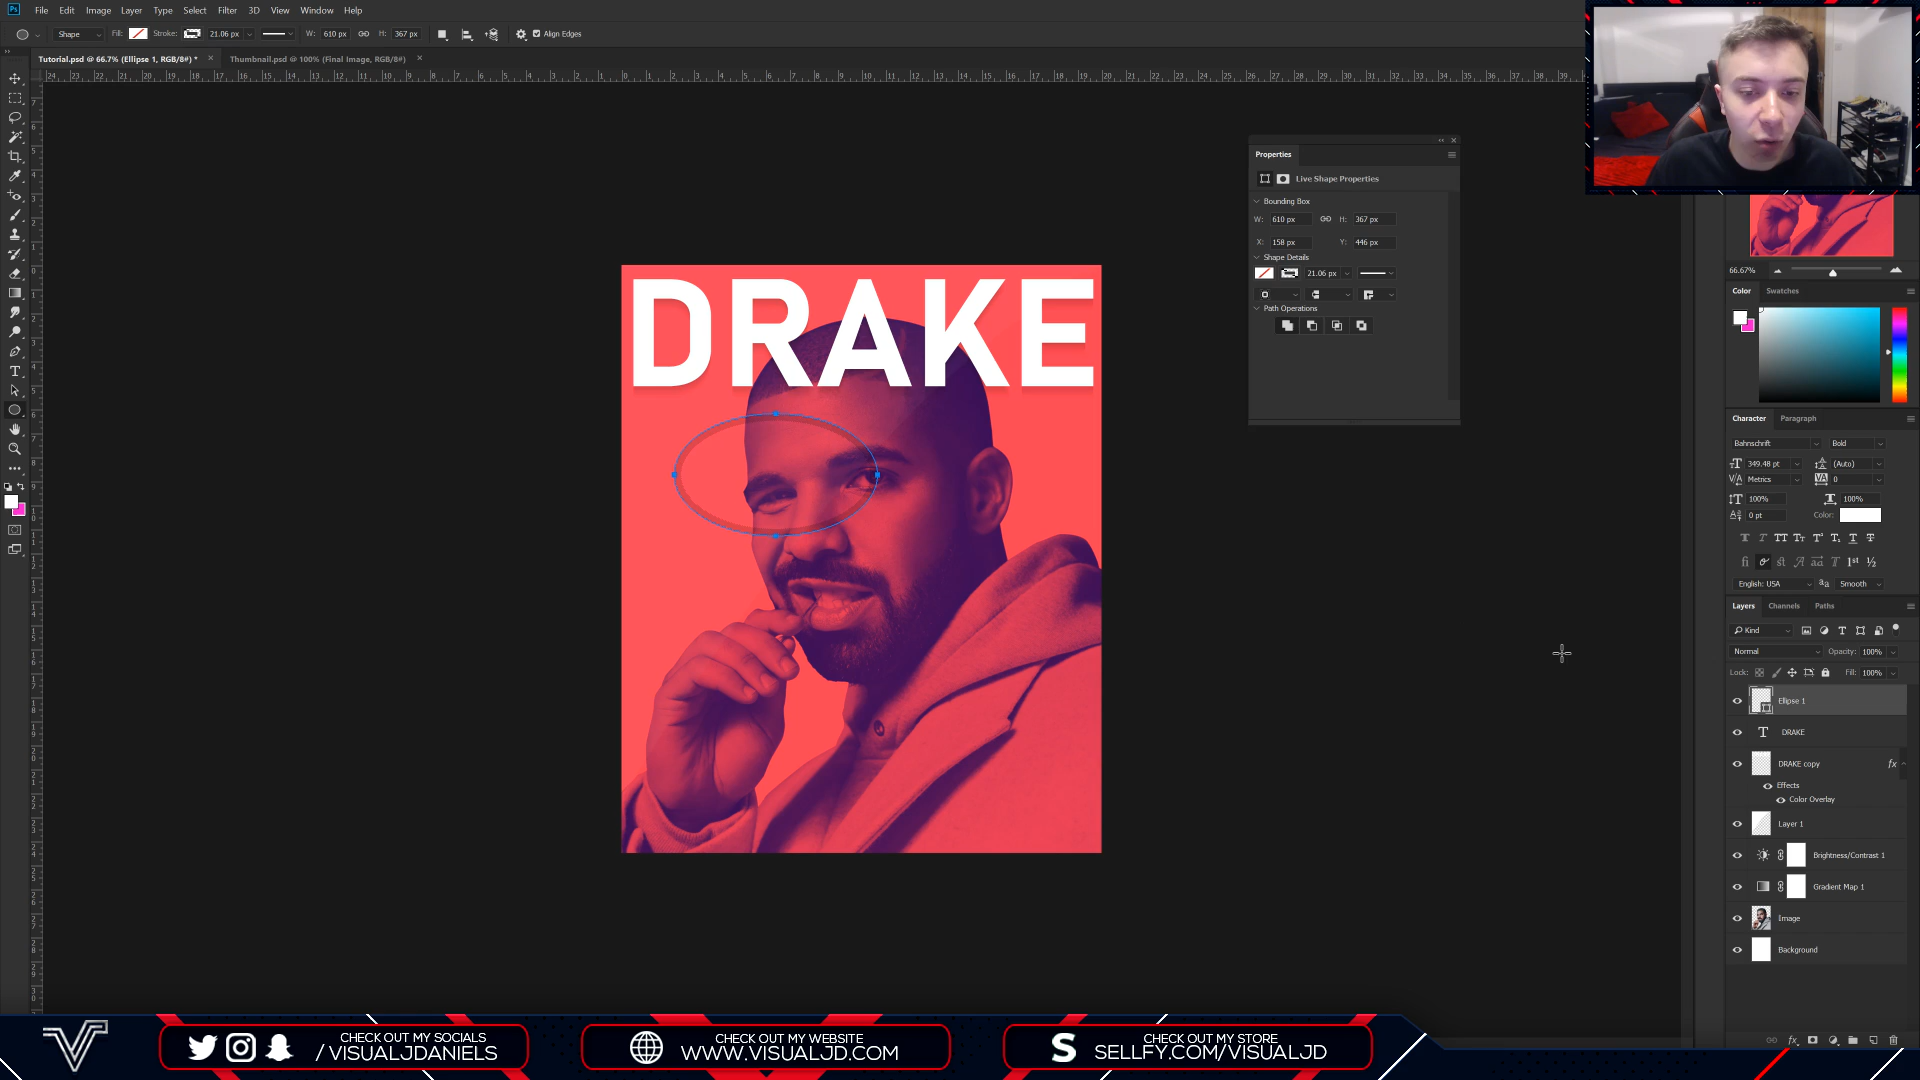 Ps File Edit Image Layer Type Select Filter 3D View Window Help
Shape Fill: Stroke: 21.06 px W: 610 px H: 367 px Align Edges
Tutorial.psd @ 66.7% (Ellipse 1, RGB/8#) * × Thumbnail.psd @ 100% (Final Image, RGB/8#) ×
Properties
Live Shape Properties
Bounding Box
W: 610 px H: 367 px
X: 158 px Y: 446 px
Shape Details
21.06 px
Path Operations
DRAKE
66.67%
Color Swatches
Character Paragraph
Bahnschrift Bold
349.48 pt (Auto)
Metrics 0
100% 100%
0 pt Color:
English: USA Smooth
Layers Channels Paths
Kind
Normal Opacity: 100%
Lock: Fill: 100%
Ellipse 1
DRAKE
DRAKE copy fx
Effects
Color Overlay
Layer 1
Brightness/Contrast 1
Gradient Map 1
Image
Background
CHECK OUT MY SOCIALS
/ VISUALJDANIELS
CHECK OUT MY WEBSITE
WWW.VISUALJD.COM
CHECK OUT MY STORE
SELLFY.COM/VISUALJD